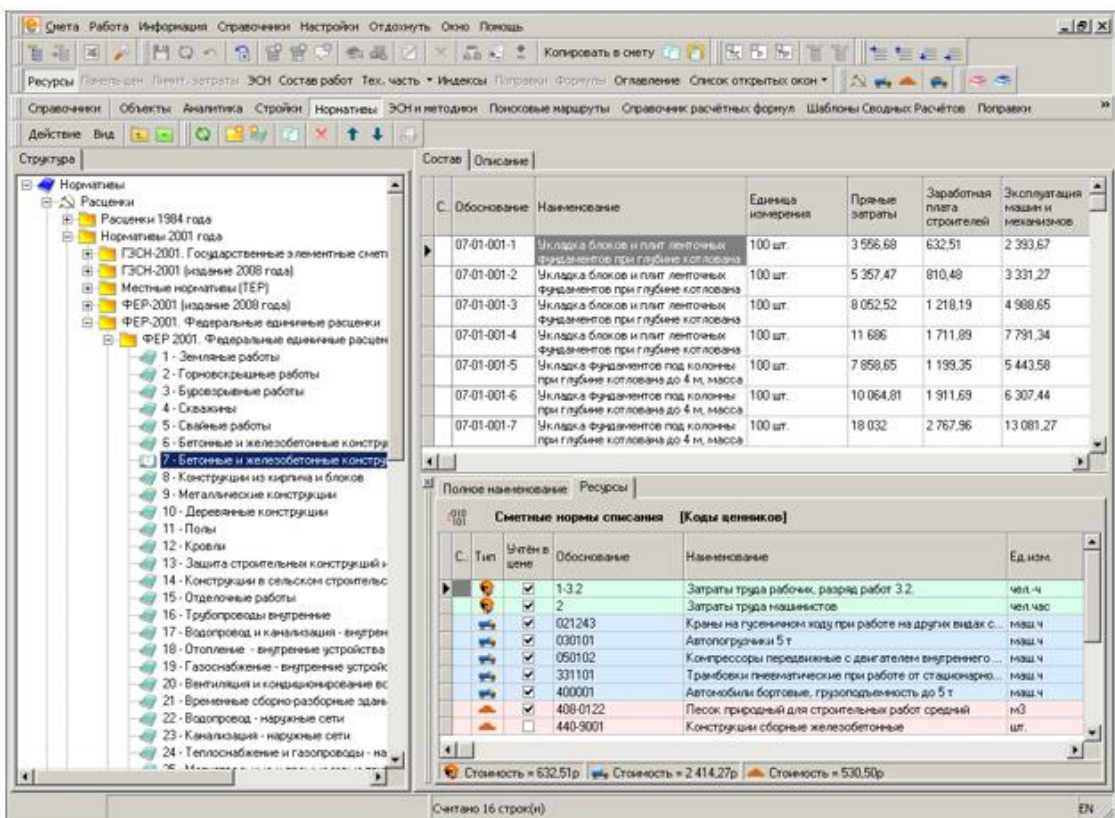 Смета Работа Информация Справочники Настройки Отдохнуть Окно Помощь
Копировать в смету
Ресурсы Панель цен Лимит. затраты ЭСН Состав работ Тех. часть Индексы Поправки Формулы Оглавление Список открытых окон
Справочники Объекты Аналитика Стройки Нормативы ЭСН и методики Поисковые маршруты Справочник расчётных формул Шаблоны Сводных Расчётов Поправки
Действие Вид
Структура
Нормативы
Расценки
Расценки 1984 года
Нормативы 2001 года
ГЭСН-2001. Государственные элементные смет
ГЭСН-2001 (издание 2008 года)
Местные нормативы (ТЕР)
ФЕР-2001 (издание 2008 года)
ФЕР-2001. Федеральные единичные расценки
ФЕР 2001. Федеральные единичные расцен
1 - Земляные работы
2 - Горновскрышные работы
3 - Буровзрывные работы
4 - Скважины
5 - Свайные работы
6 - Бетонные и железобетонные констру
7 - Бетонные и железобетонные констру
8 - Конструкции из кирпича и блоков
9 - Металлические конструкции
10 - Деревянные конструкции
11 - Полы
12 - Кровли
13 - Защита строительных конструкций и
14 - Конструкции в сельском строительс
15 - Отделочные работы
16 - Трубопроводы внутренние
17 - Водопровод и канализация - внутрен
18 - Отопление - внутренние устройства
19 - Газоснабжение - внутренние устройс
20 - Вентиляция и кондиционирование во
21 - Временные сборно-разборные здан
22 - Водопровод - наружные сети
23 - Канализация - наружные сети
24 - Теплоснабжение и газопроводы - на
Состав Описание
С.. Обоснование Наименование Единица измерения Прямые затраты Заработная плата строителей Эксплуатация машин и механизмов
07-01-001-1 Укладка блоков и плит ленточных фундаментов при глубине котлована 100 шт. 3 556,68 632,51 2 393,67
07-01-001-2 Укладка блоков и плит ленточных фундаментов при глубине котлована 100 шт. 5 357,47 810,48 3 331,27
07-01-001-3 Укладка блоков и плит ленточных фундаментов при глубине котлована 100 шт. 8 052,52 1 218,19 4 988,65
07-01-001-4 Укладка блоков и плит ленточных фундаментов при глубине котлована 100 шт. 11 686 1 711,89 7 791,34
07-01-001-5 Укладка фундаментов под колонны при глубине котлована до 4 м, масса 100 шт. 7 858,65 1 199,35 5 443,58
07-01-001-6 Укладка фундаментов под колонны при глубине котлована до 4 м, масса 100 шт. 10 064,81 1 911,69 6 307,44
07-01-001-7 Укладка фундаментов под колонны при глубине котлована до 4 м, масса 100 шт. 18 032 2 767,96 13 081,27
Полное наименование Ресурсы
Сметные нормы списания [Коды ценников]
С.. Тип Учтён в цене Обоснование Наименование Ед.изм.
1-3.2 Затраты труда рабочих, разряд работ 3.2. чел.-ч
2 Затраты труда машинистов чел.час
021243 Краны на гусеничном ходу при работе на других видах с... маш.ч
030101 Автопогрузчики 5 т маш.ч
050102 Компрессоры передвижные с двигателем внутреннего ... маш.ч
331101 Трамбовки пневматические при работе от стационарно... маш.ч
400001 Автомобили бортовые, грузоподъемность до 5 т маш.ч
408-0122 Песок природный для строительных работ средний м3
440-9001 Конструкции сборные железобетонные шт.
Стоимость = 632,51р Стоимость = 2 414,27р Стоимость = 530,50р
Считано 16 строк(и) EN